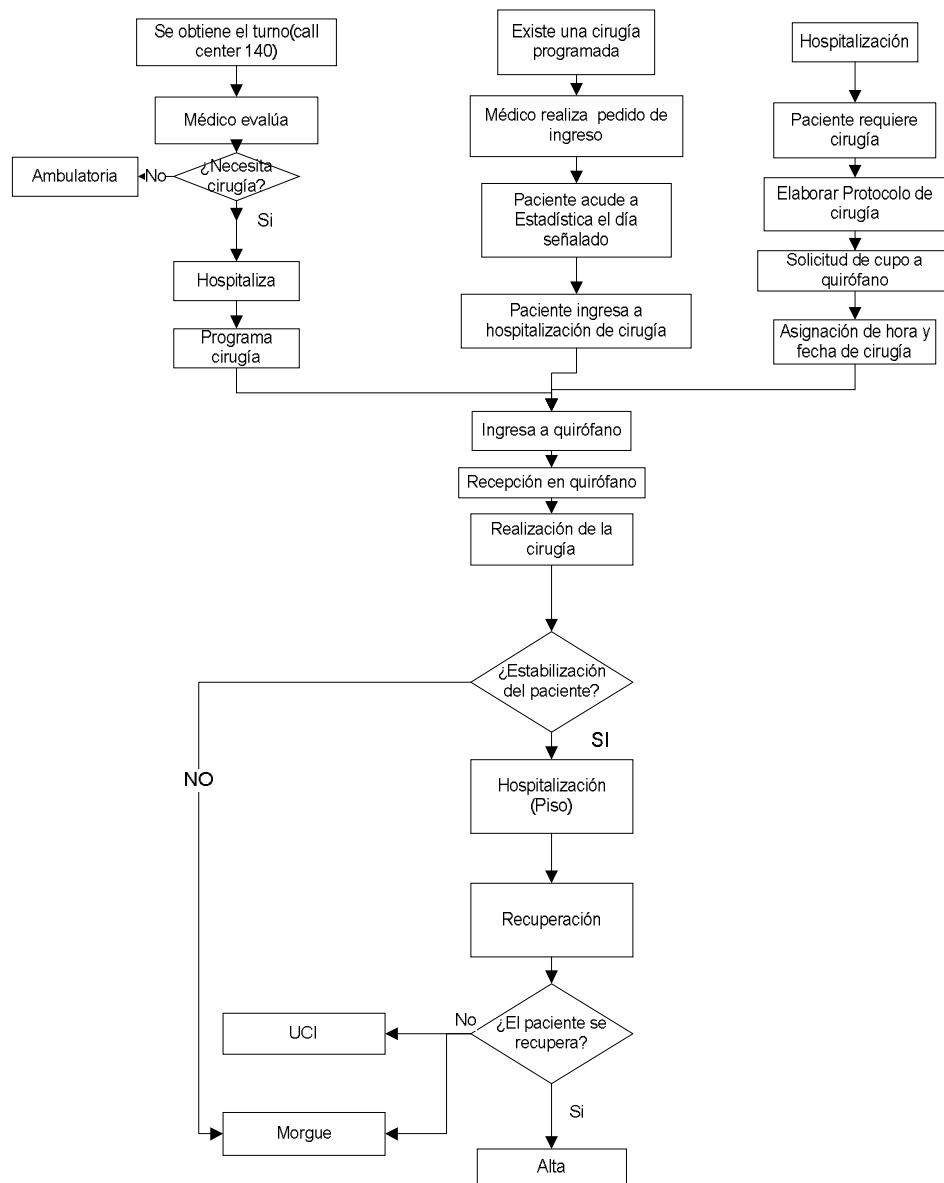 Se obtiene el turno(call
center 140)
Médico evalúa
¿Necesita
cirugía?
No
Ambulatoria
Si
Hospitaliza
Programa
cirugía
Existe una cirugía
programada
Médico realiza pedido de
ingreso
Paciente acude a
Estadística el día
señalado
Paciente ingresa a
hospitalización de cirugía
Hospitalización
Paciente requiere
cirugía
Elaborar Protocolo de
cirugía
Solicitud de cupo a
quirófano
Asignación de hora y
fecha de cirugía
Ingresa a quirófano
Recepción en quirófano
Realización de la
cirugía
¿Estabilización
del paciente?
SI
NO
Hospitalización
(Piso)
Recuperación
¿El paciente se
recupera?
No
UCI
Morgue
Si
Alta